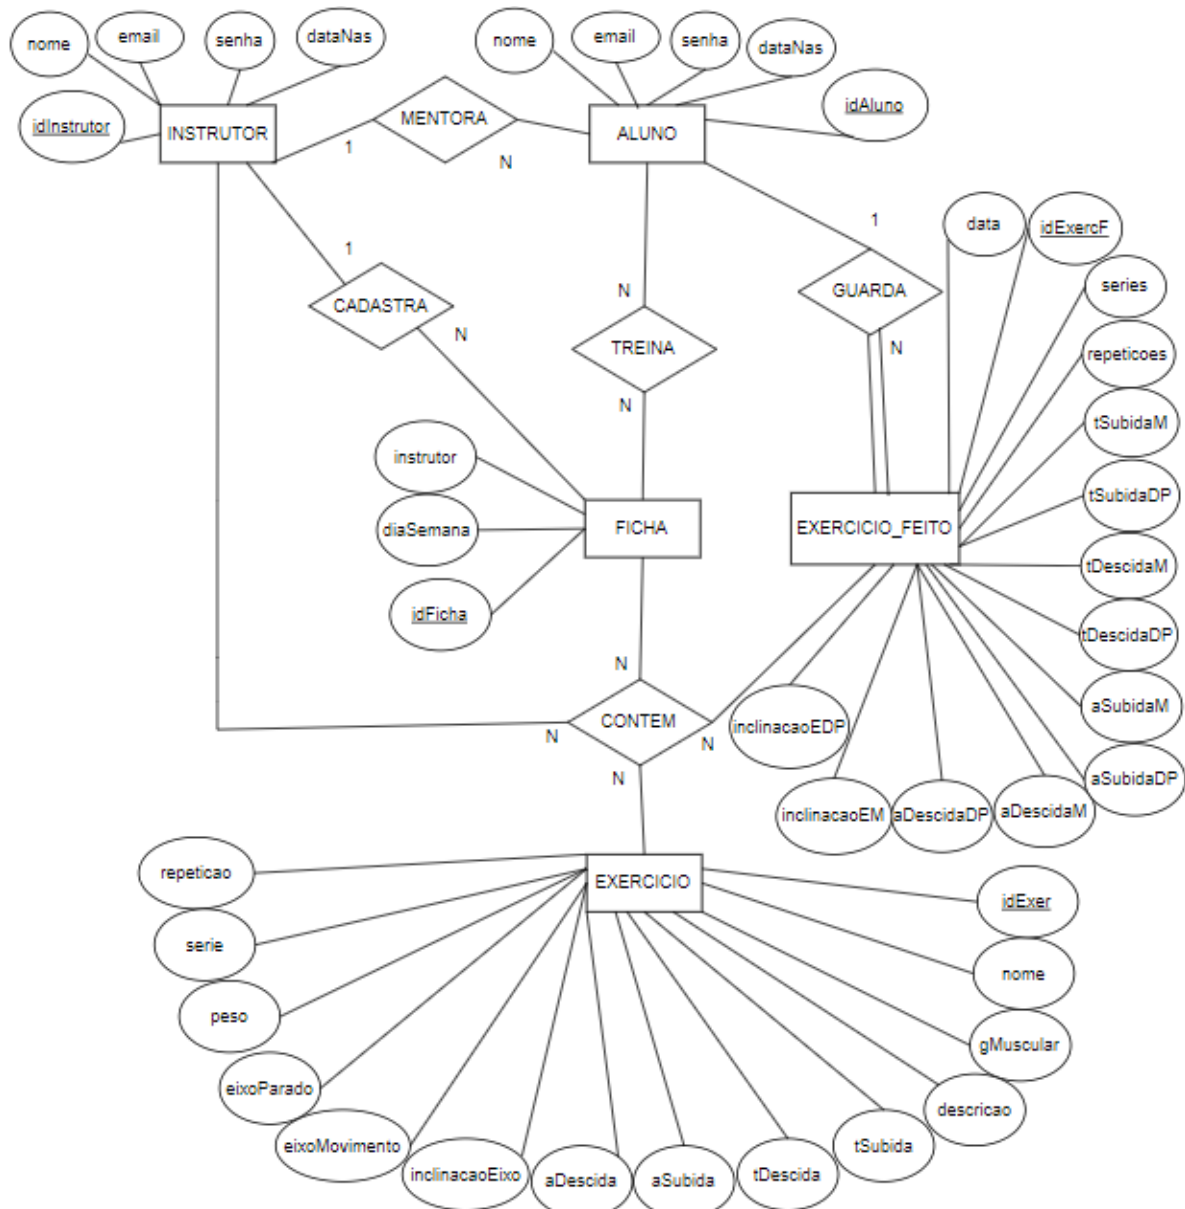 nome
email
senha
dataNas
nome
email
senha
dataNas
idInstrutor
INSTRUTOR
MENTORA
ALUNO
idAluno
1
N
1
1
N
data
idExercF
series
CADASTRA
N
TREINA
GUARDA
N
N
repeticoes
tSubidaM
instrutor
tSubidaDP
diaSemana
FICHA
EXERCICIO_FEITO
tDescidaM
idFicha
tDescidaDP
N
CONTEM
N
N
N
inclinacaoEDP
aSubidaM
aSubidaDP
inclinacaoEM
aDescidaDP
aDescidaM
repeticao
EXERCICIO
idExer
serie
nome
peso
gMuscular
eixoParado
descricao
eixoMovimento
tSubida
inclinacaoEixo
aDescida
aSubida
tDescida